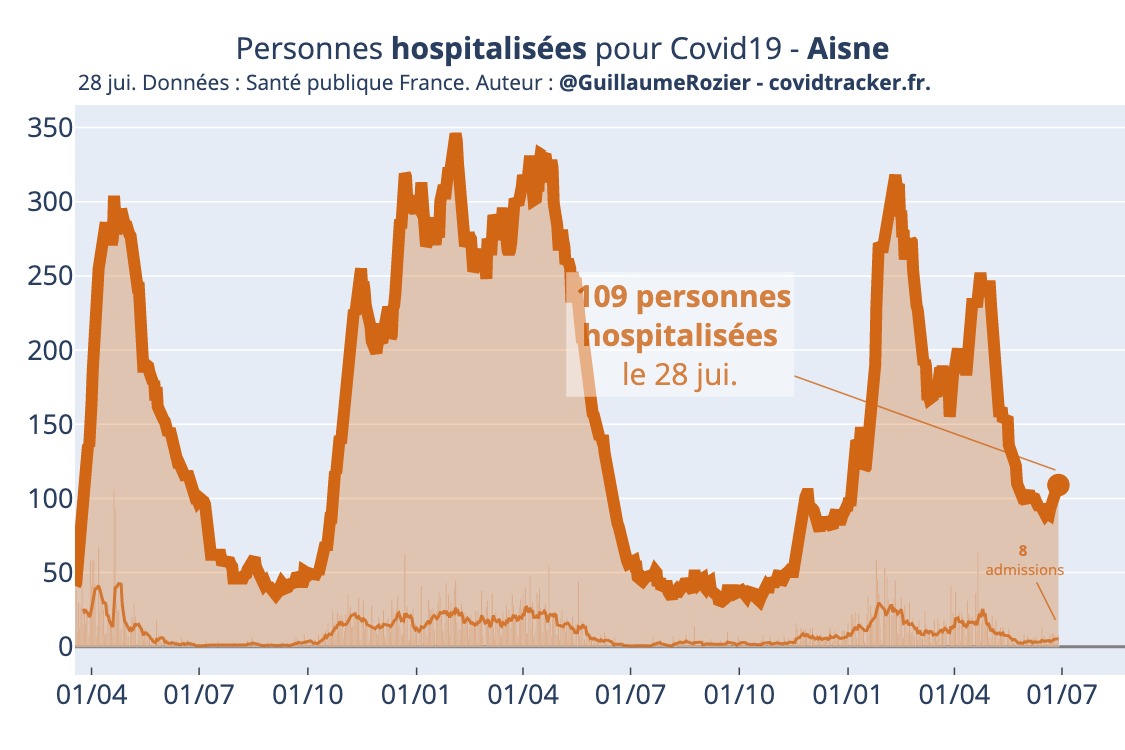 Personnes hospitalisées pour Covid19 - Aisne
28 jui. Données : Santé publique France. Auteur : @GuillaumeRozier - covidtracker.fr.
350
300
250
200
150
100
50
0
109 personnes
hospitalisées
le 28 jui.
8
admissions
01/04 01/07 01/10 01/01 01/04 01/07 01/10 01/01 01/04 01/07